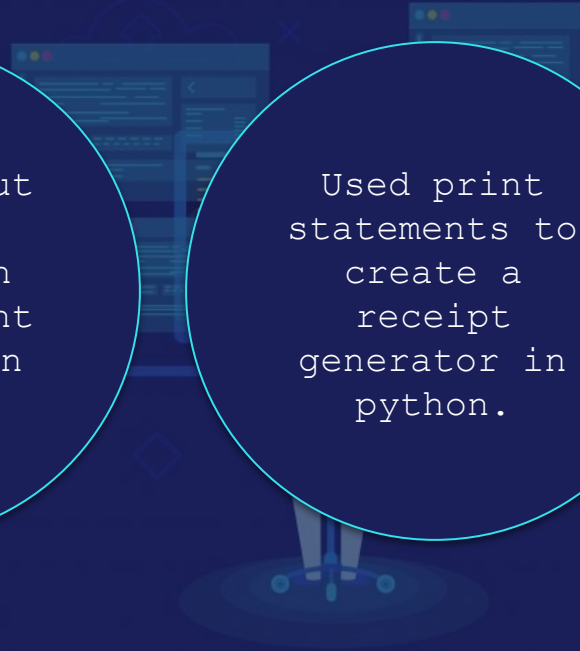 Used print
statements to
create a
receipt
generator in
python.